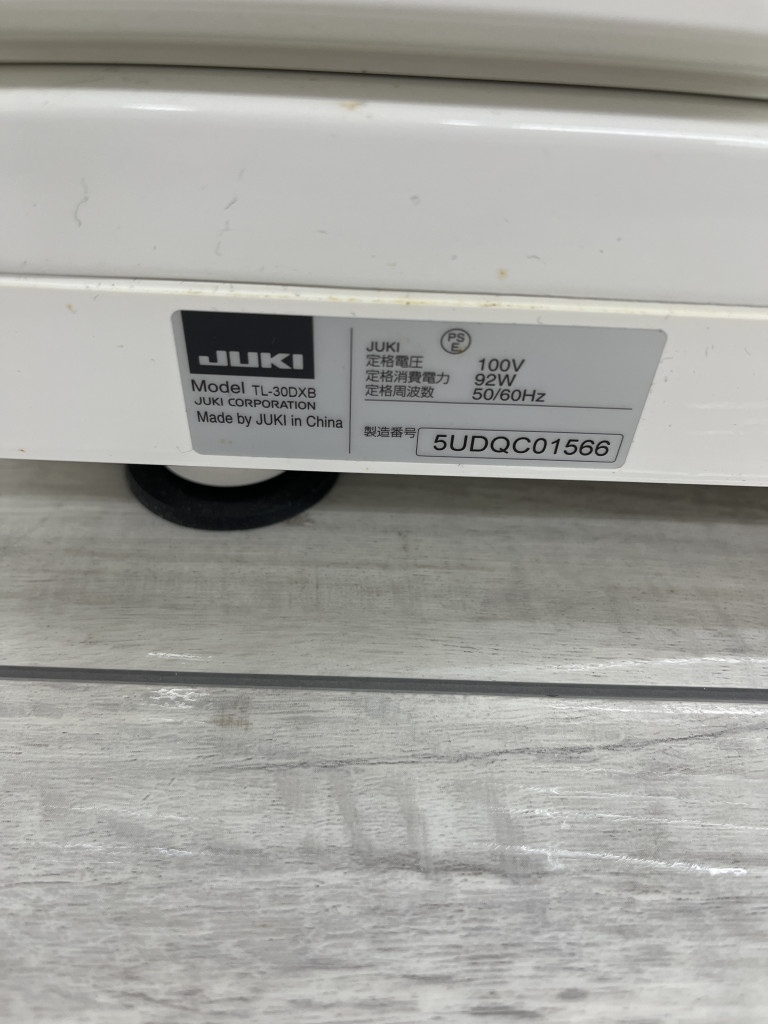 JUKI
Model TL-30DXB
JUKI CORPORATION
Made by JUKI in China
JUKI
PS
E
定格電圧 100V
定格消費電力 92W
定格周波数 50/60Hz
製造番号 5UDQC01566